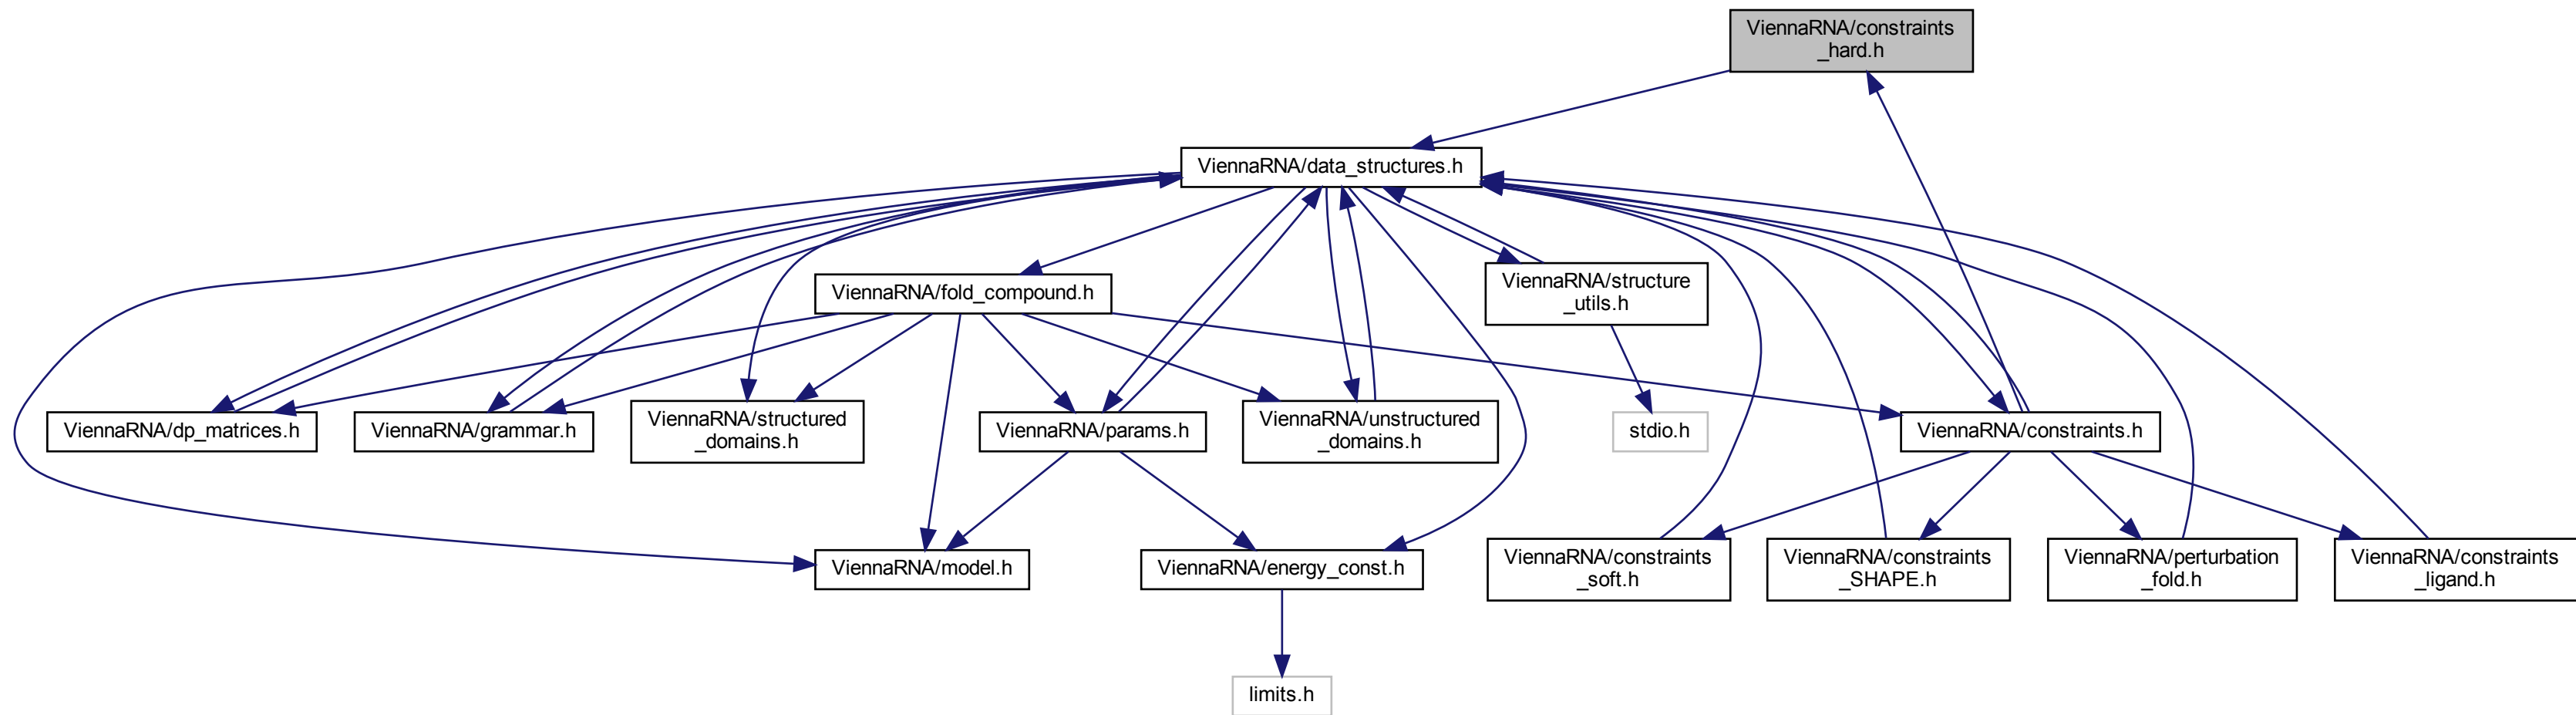 ViennaRNA/constraints
_hard.h
ViennaRNA/data_structures.h
ViennaRNA/fold_compound.h
ViennaRNA/structure
_utils.h
ViennaRNA/dp_matrices.h
ViennaRNA/grammar.h
ViennaRNA/structured
_domains.h
ViennaRNA/params.h
ViennaRNA/unstructured
_domains.h
stdio.h
ViennaRNA/constraints.h
ViennaRNA/model.h
ViennaRNA/energy_const.h
ViennaRNA/constraints
_soft.h
ViennaRNA/constraints
_SHAPE.h
ViennaRNA/perturbation
_fold.h
ViennaRNA/constraints
_ligand.h
limits.h